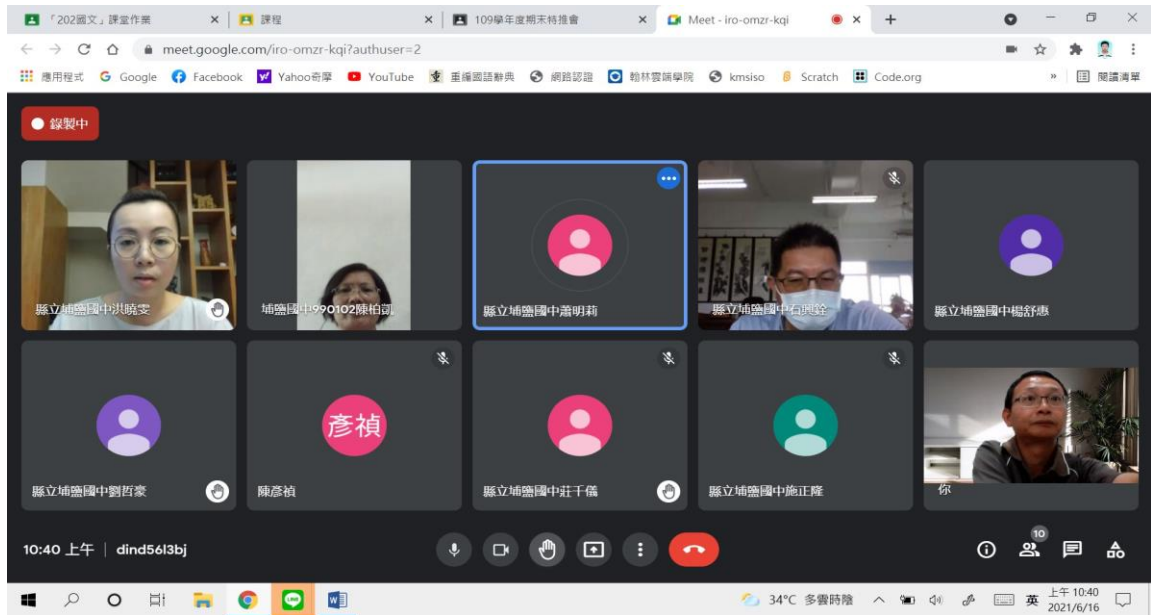 「202國文」課堂作業
課程
109學年度期末特推會
Meet - iro-omzr-kqi
meet.google.com/iro-omzr-kqi?authuser=2
應用程式 Google Facebook Yahoo奇摩 YouTube 重編國語辭典 網路認證 翰林雲端學院 kmsiso Scratch Code.org » 閱讀清單
錄製中
縣立埔鹽國中洪曉雯
埔鹽國中990102陳柏凱
縣立埔鹽國中蕭明莉
縣立埔鹽國中石興銓
縣立埔鹽國中楊舒惠
縣立埔鹽國中劉哲豪
彥禎
陳彥禎
縣立埔鹽國中莊千儀
縣立埔鹽國中施正隆
你
10:40 上午 | dind56l3bj
10
34°C 多雲時陰
英
上午 10:40
2021/6/16